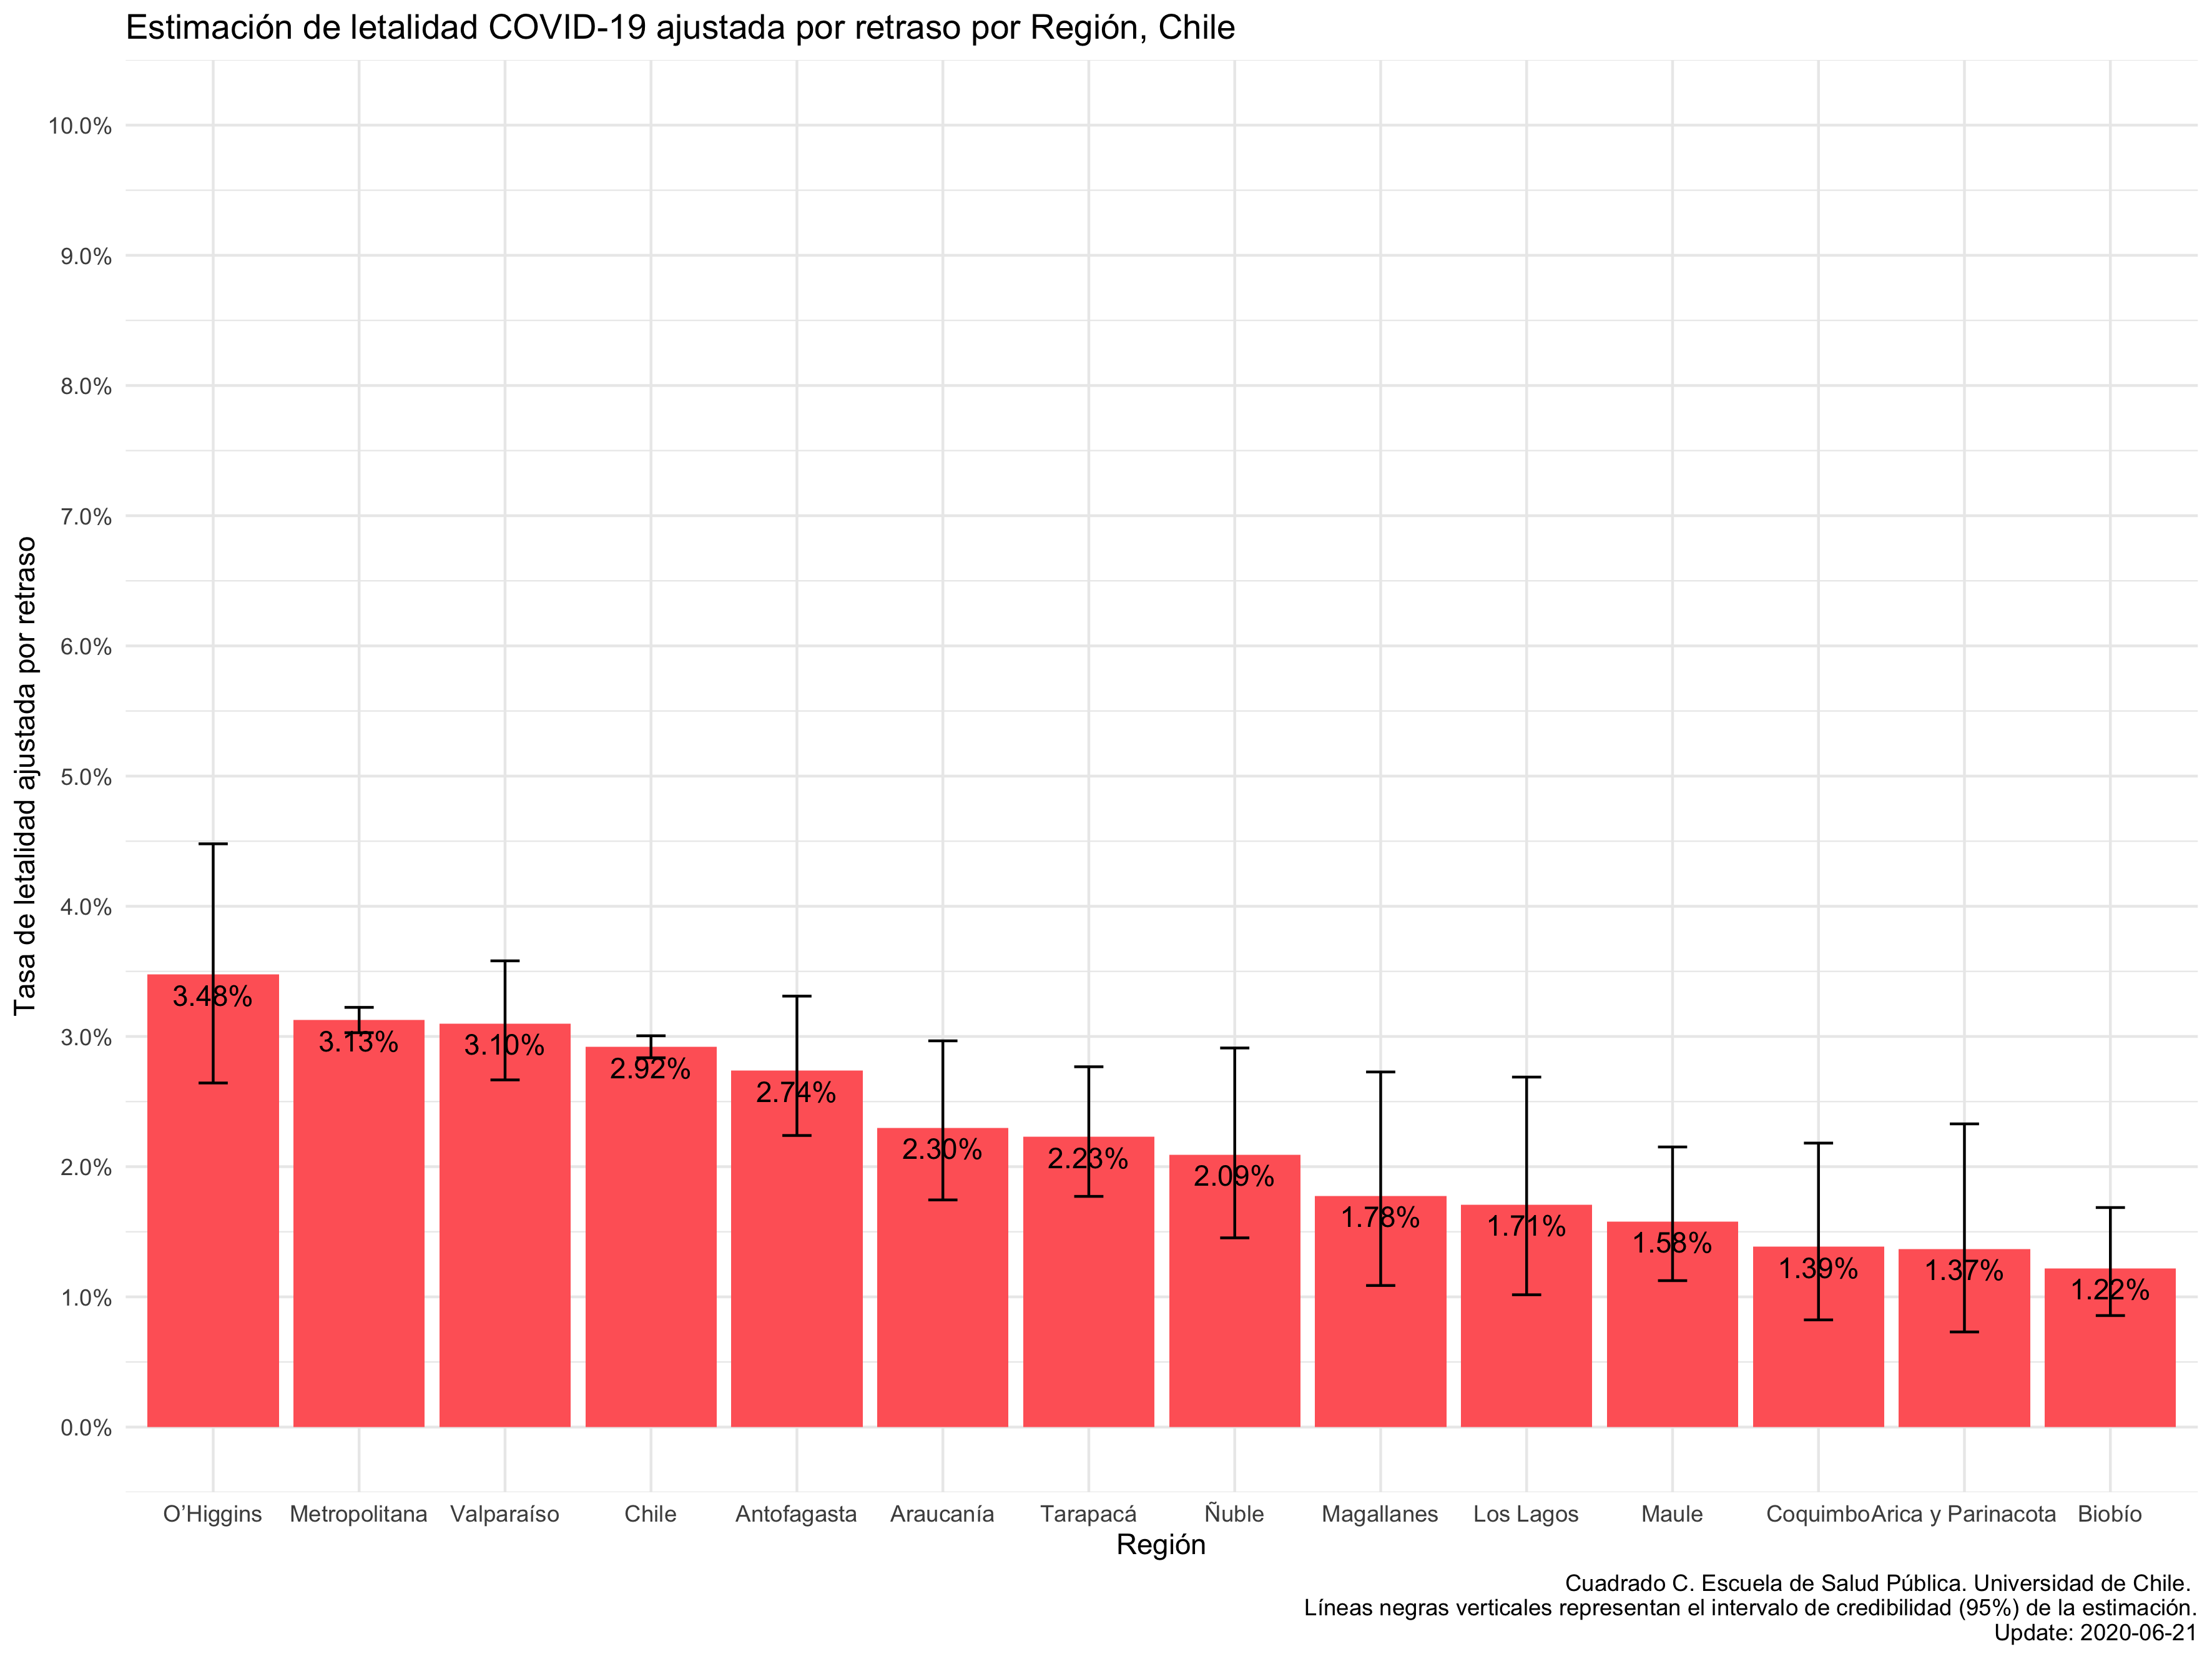 Estimación de letalidad COVID-19 ajustada por retraso por Región, Chile
Tasa de letalidad ajustada por retraso
10.0%
9.0%
8.0%
7.0%
6.0%
5.0%
4.0%
3.0%
2.0%
1.0%
0.0%
3.48%
3.13%
3.10%
2.92%
2.74%
2.30%
2.23%
2.09%
1.78%
1.71%
1.58%
1.39%
1.37%
1.22%
O’Higgins
Metropolitana
Valparaíso
Chile
Antofagasta
Araucanía
Tarapacá
Ñuble
Magallanes
Los Lagos
Maule
Coquimbo
Arica y Parinacota
Biobío
Región
Cuadrado C. Escuela de Salud Pública. Universidad de Chile.
Líneas negras verticales representan el intervalo de credibilidad (95%) de la estimación.
Update: 2020-06-21